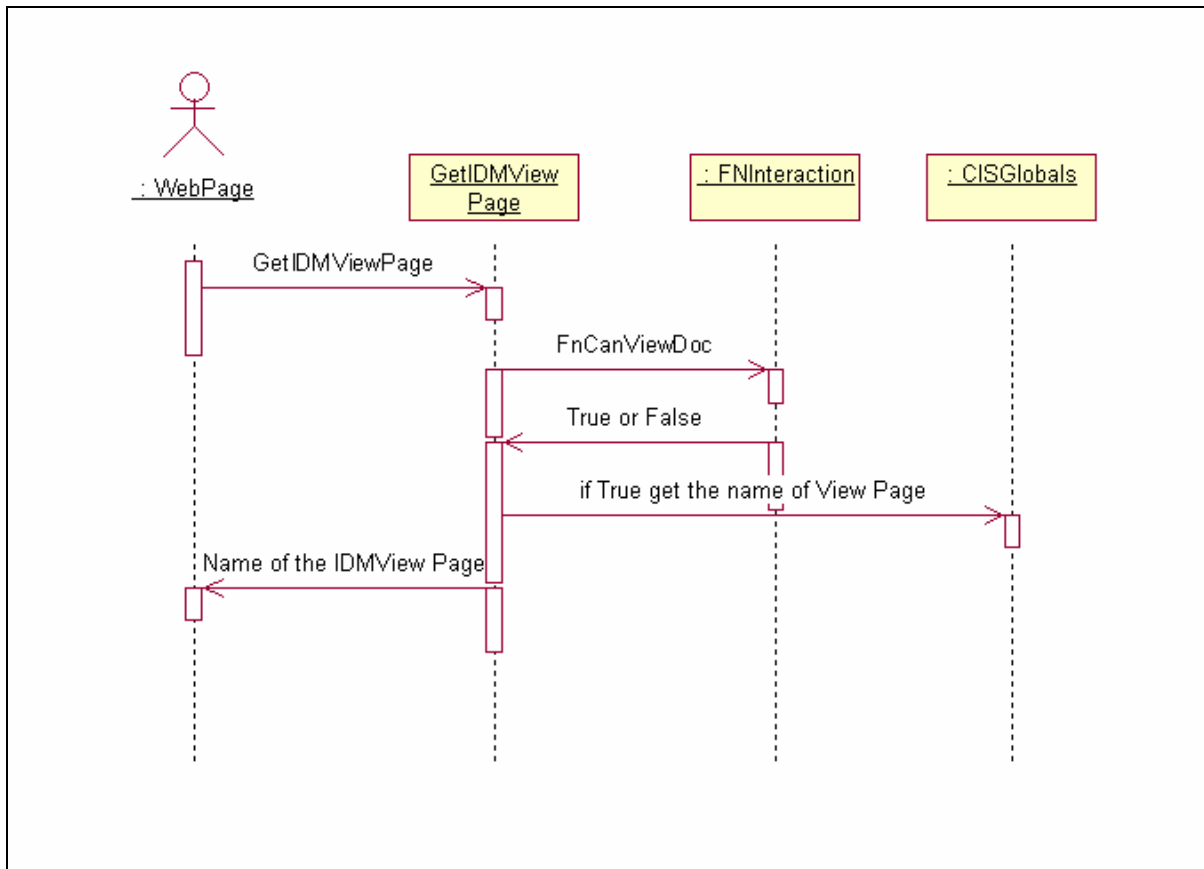 : WebPage
GetIDMView
Page
: FNInteraction
: CISGlobals
GetIDMViewPage
FnCanViewDoc
True or False
if True get the name of View Page
Name of the IDMView Page